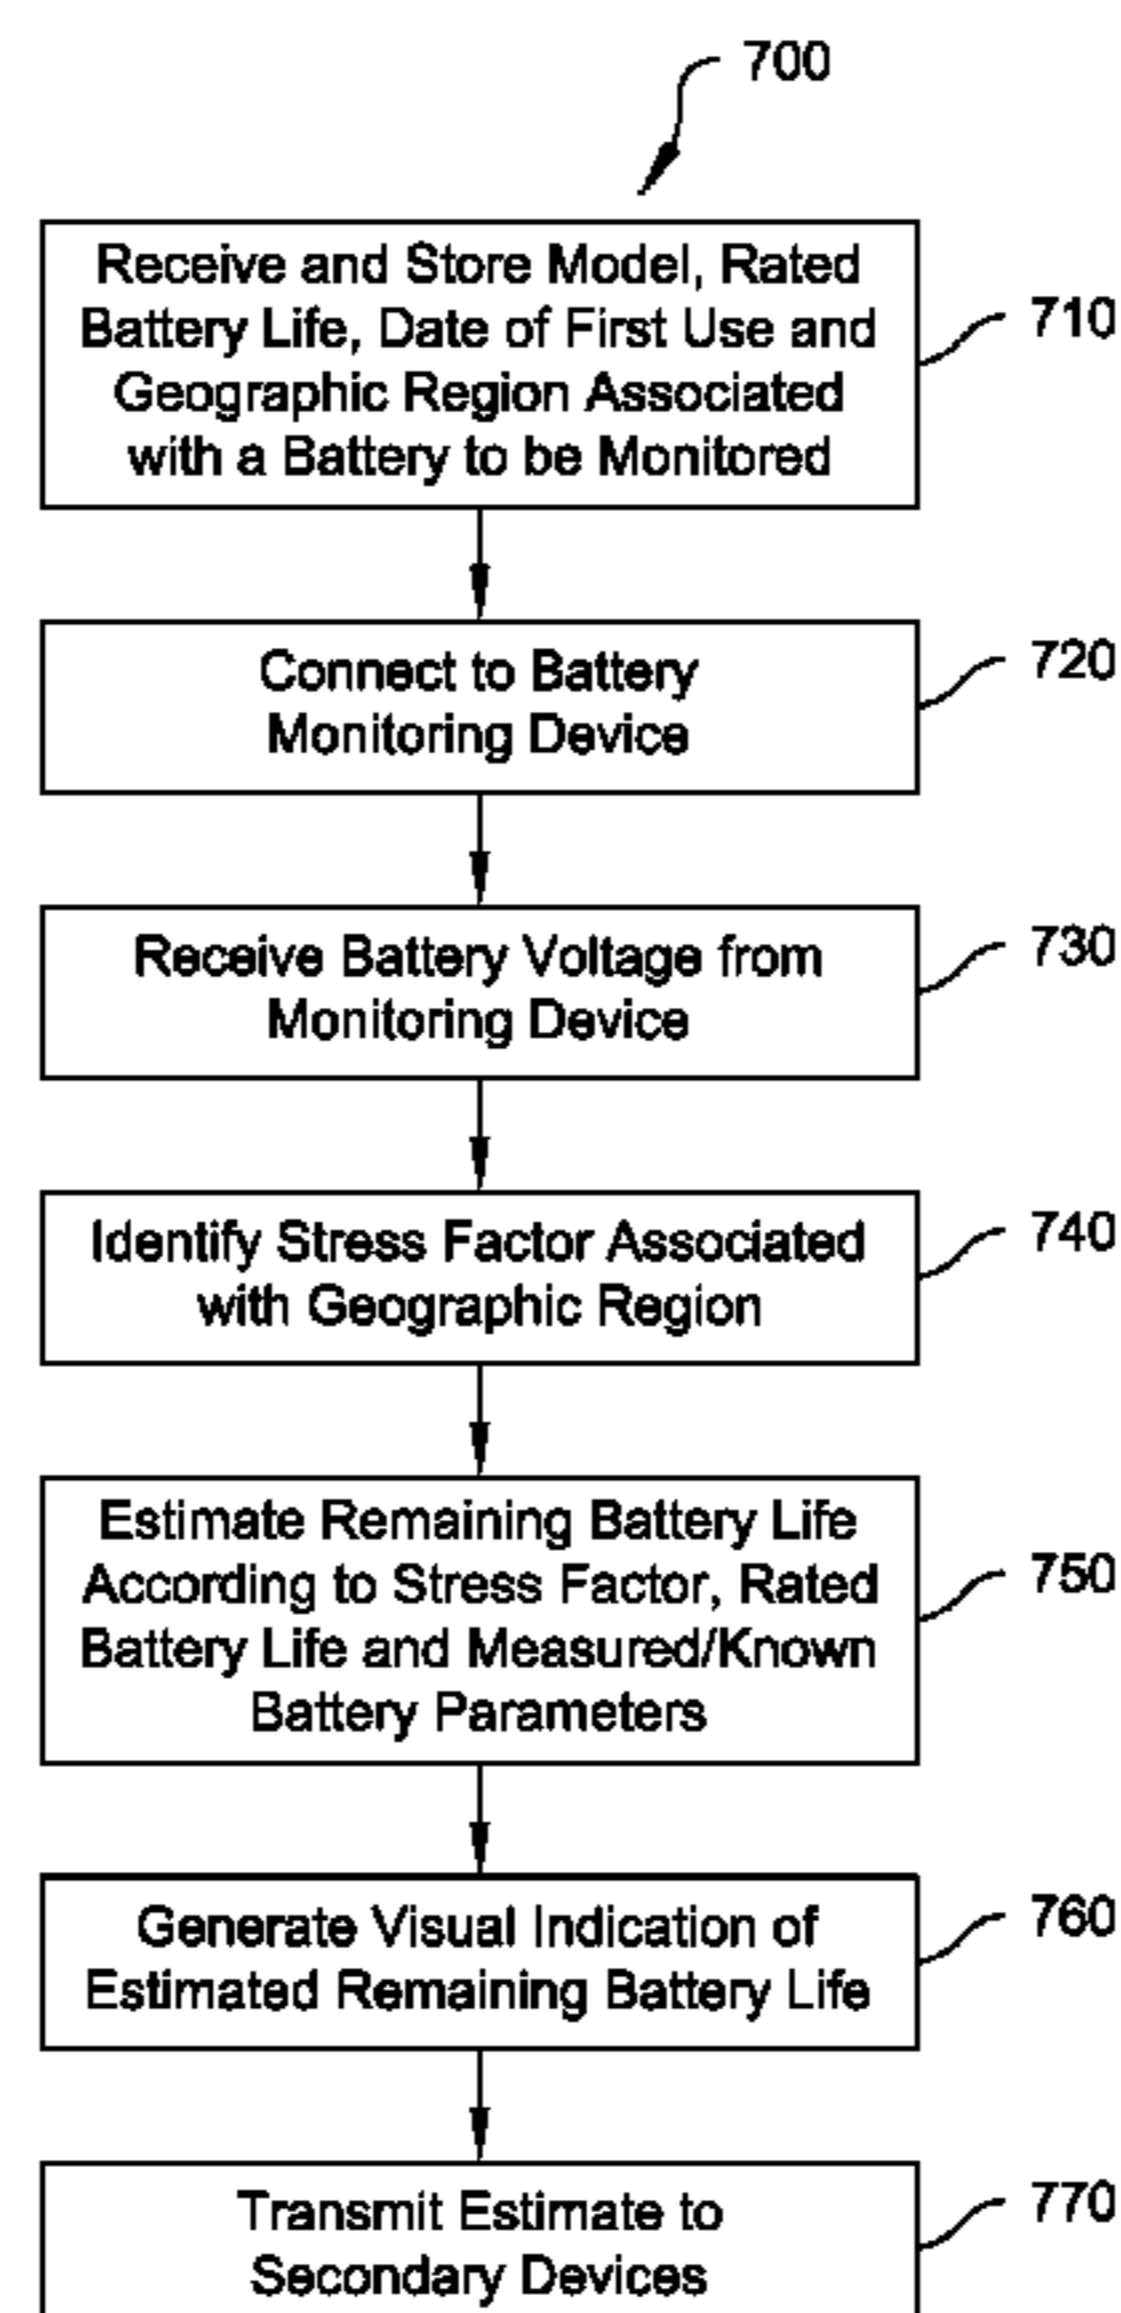 700
Receive and Store Model, Rated
Battery Life, Date of First Use and
Geographic Region Associated
with a Battery to be Monitored
710
Connect to Battery
Monitoring Device
720
Receive Battery Voltage from
Monitoring Device
730
Identify Stress Factor Associated
with Geographic Region
740
Estimate Remaining Battery Life
According to Stress Factor, Rated
Battery Life and Measured/Known
Battery Parameters
750
Generate Visual Indication of
Estimated Remaining Battery Life
760
Transmit Estimate to
Secondary Devices
770